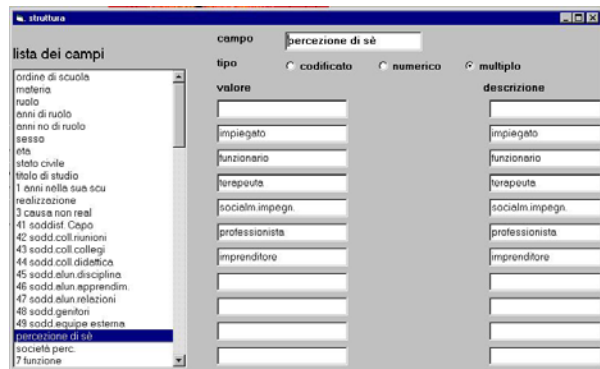 struttura
campo percezione di sè
lista dei campi
tipo codificato numerico multiplo
valore descrizione
ordine di scuola
materia
ruolo
anni di ruolo
anni no di ruolo
sesso
eta
stato civile
titolo di studio
1 anni nella sua scu
realizzazione
3 causa non real
41 soddisf. Capo
42 sodd.coll.riunioni
43 sodd.coll.collegi
44 sodd.coll.didattica
45 sodd.alun.disciplina
46 sodd.alun.apprendim.
47 sodd.alun.relazioni
48 sodd.genitori
49 sodd.equipe esterna
percezione di sè
società perc.
7 funzione
impiegato impiegato
funzionario funzionario
terapeuta terapeuta
socialm.impegn. socialm.impegn.
professionista professionista
imprenditore imprenditore